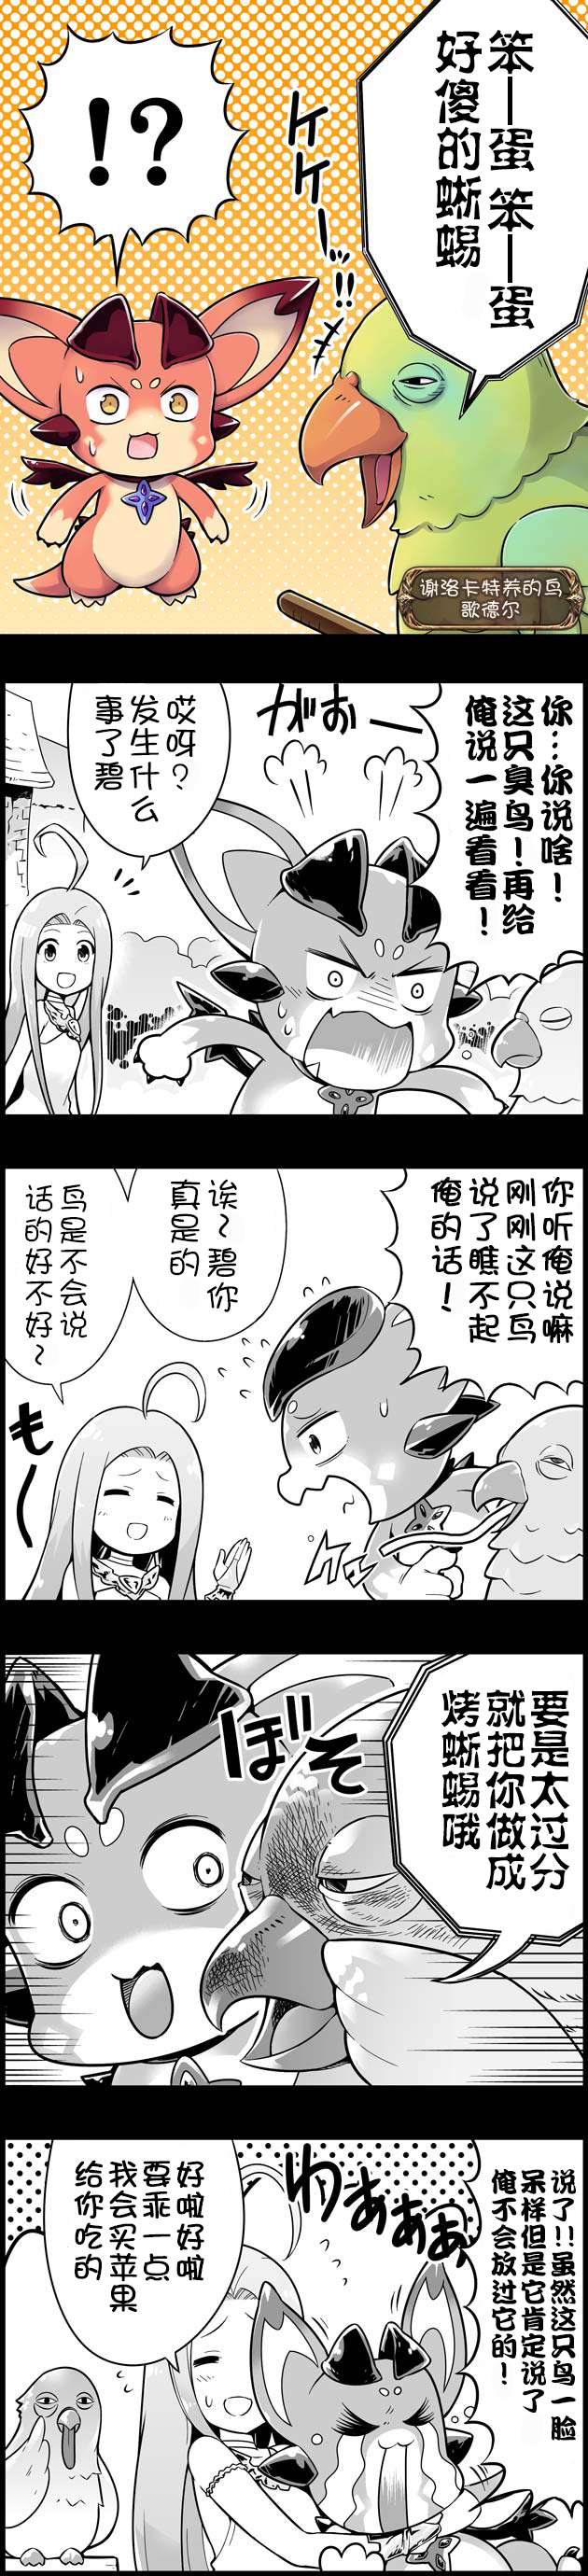 笨—蛋 笨—蛋
好傻的蜥蜴
!?
ケケーッ!!
谢洛卡特养的鸟
歌德尔
你…你说啥！
这只臭鸟！再给
俺说一遍看看！
がおー
哎呀？
发生什么
事了碧
你听俺说嘛
刚刚这只鸟
说了瞧不起
俺的话！
诶～碧你
真是的
鸟是不会说
话的好不好～
もー
ケェー
要是太过分
就把你做成
烤蜥蜴哦
ぼそ
说了!!虽然这只鸟一脸
呆样但是它肯定说了
俺不会放过它的！
わあぁぁ
好啦好啦
要乖一点
我会买苹果
给你吃的